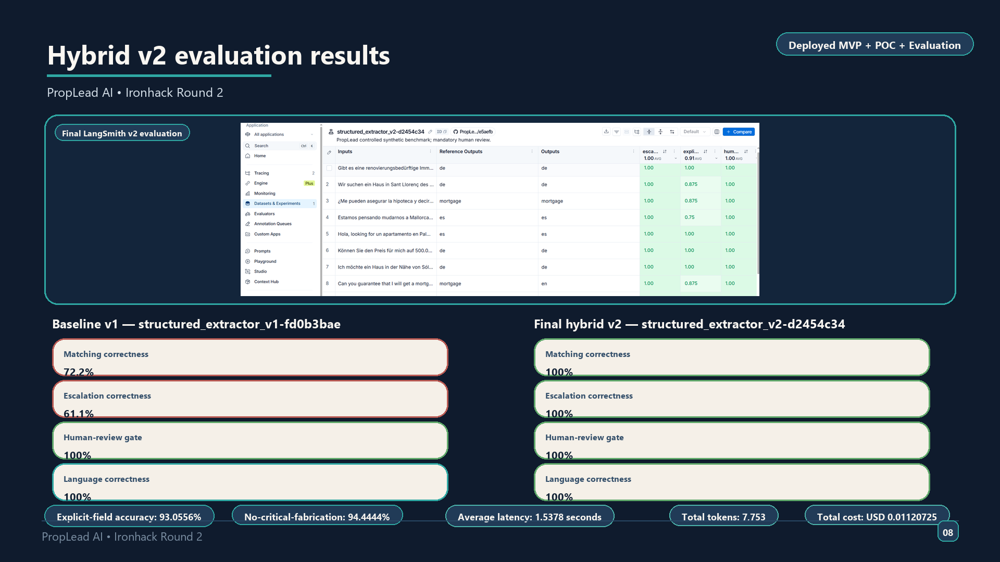 Hybrid v2 evaluation results
Deployed MVP + POC + Evaluation
PropLead AI • Ironhack Round 2
Final LangSmith v2 evaluation
Application
All applications
Search Ctrl K
Home
Tracing 2
Engine Plus
Monitoring
Datasets & Experiments 1
Evaluators
Annotation Queues
Custom Apps
Prompts
Playground
Studio
Context Hub
structured_extractor_v2-d2454c34 ID PropLe.../e5aefb Default + Compare
PropLead controlled synthetic benchmark; mandatory human review.
Inputs Reference Outputs Outputs esca... expli... hum...
1.00 AVG 0.91 AVG 1.00 AVG
Gibt es eine renovierungsbedürftige Imm... de de 1.00 1.00 1.00
2 Wir suchen ein Haus in Sant Llorenç des ... de de 1.00 0.875 1.00
3 ¿Me pueden asegurar la hipoteca y decir... mortgage mortgage 1.00 0.875 1.00
4 Estamos pensando mudarnos a Mallorca... es es 1.00 0.75 1.00
5 Hola, looking for un apartamento en Pal... es es 1.00 1.00 1.00
6 Können Sie den Preis für mich auf 500.0... de de 1.00 1.00 1.00
7 Ich möchte ein Haus in der Nähe von Sól... de de 1.00 1.00 1.00
8 Can you guarantee that I will get a mortg... mortgage en 1.00 0.875 1.00
Baseline v1 — structured_extractor_v1-fd0b3bae
Matching correctness
72.2%
Escalation correctness
61.1%
Human-review gate
100%
Language correctness
100%
Final hybrid v2 — structured_extractor_v2-d2454c34
Matching correctness
100%
Escalation correctness
100%
Human-review gate
100%
Language correctness
100%
Explicit-field accuracy: 93.0556%
No-critical-fabrication: 94.4444%
Average latency: 1.5378 seconds
Total tokens: 7.753
Total cost: USD 0.01120725
PropLead AI • Ironhack Round 2
08